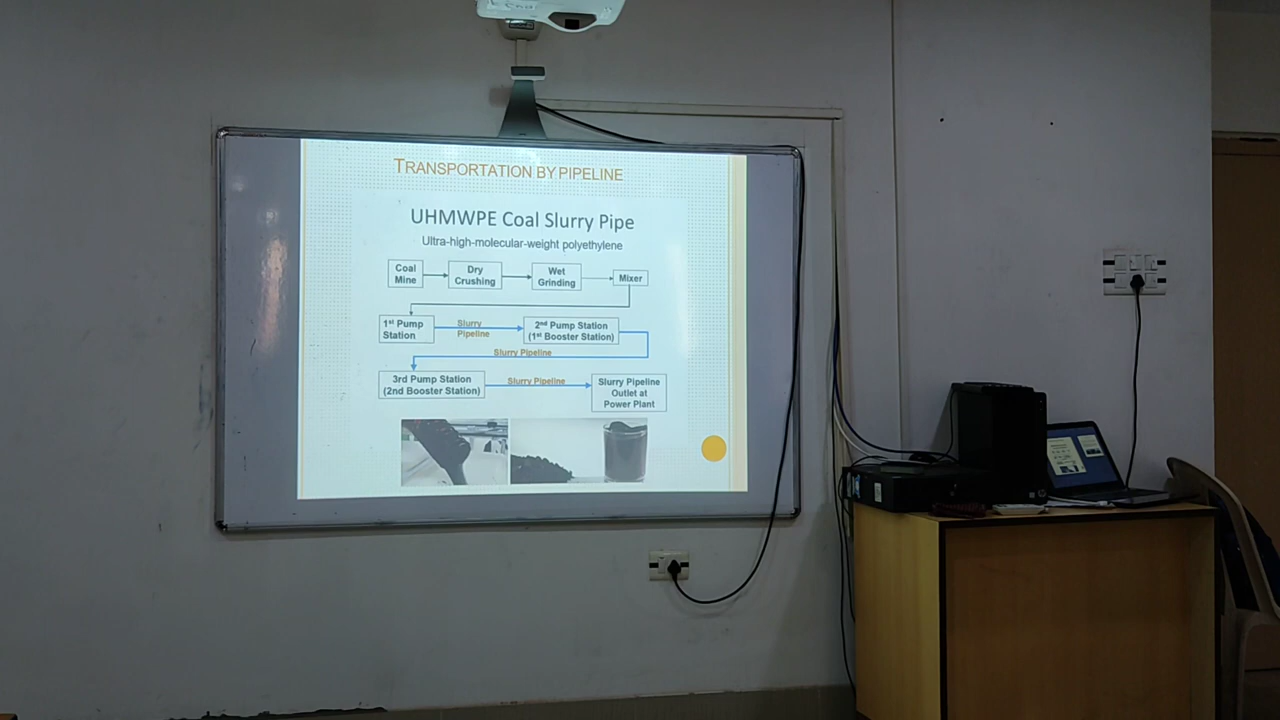 TRANSPORTATION BY PIPELINE
UHMWPE Coal Slurry Pipe
Ultra-high-molecular-weight polyethylene
Coal
Mine
Dry
Crushing
Wet
Grinding
Mixer
1st Pump
Station
Slurry
Pipeline
2nd Pump Station
(1st Booster Station)
Slurry Pipeline
3rd Pump Station
(2nd Booster Station)
Slurry Pipeline
Slurry Pipeline
Outlet at
Power Plant